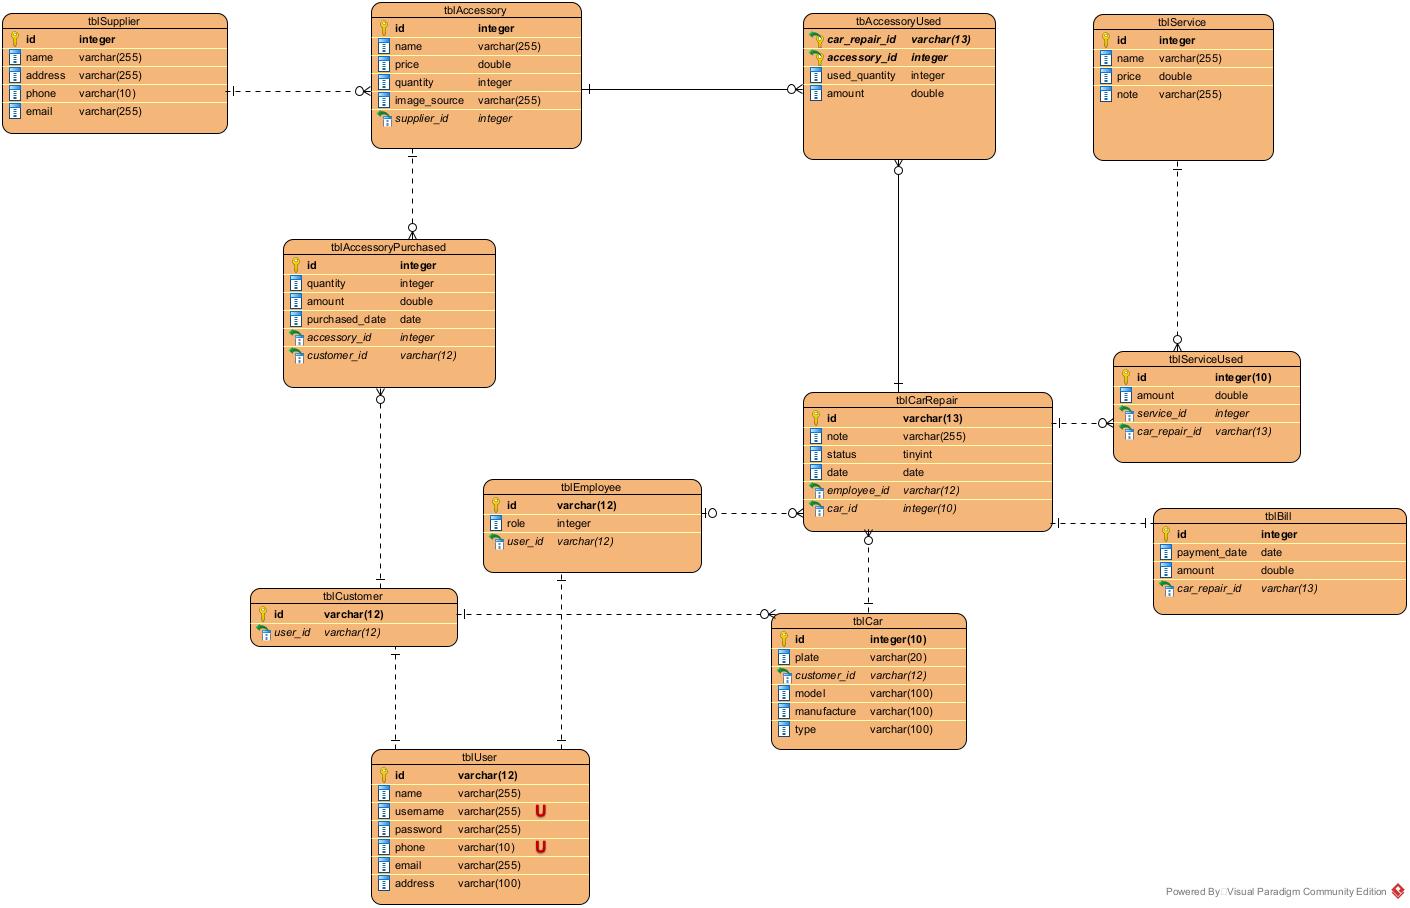 tblSupplier
id integer
name varchar(255)
address varchar(255)
phone varchar(10)
email varchar(255)
tblAccessory
id integer
name varchar(255)
price double
quantity integer
image_source varchar(255)
supplier_id integer
tbAccessoryUsed
car_repair_id varchar(13)
accessory_id integer
used_quantity integer
amount double
tblService
id integer
name varchar(255)
price double
note varchar(255)
tblAccessoryPurchased
id integer
quantity integer
amount double
purchased_date date
accessory_id integer
customer_id varchar(12)
tblServiceUsed
id integer(10)
amount double
service_id integer
car_repair_id varchar(13)
tblCarRepair
id varchar(13)
note varchar(255)
status tinyint
date date
employee_id varchar(12)
car_id integer(10)
tblEmployee
id varchar(12)
role integer
user_id varchar(12)
tblBill
id integer
payment_date date
amount double
car_repair_id varchar(13)
tblCustomer
id varchar(12)
user_id varchar(12)
tblCar
id integer(10)
plate varchar(20)
customer_id varchar(12)
model varchar(100)
manufacture varchar(100)
type varchar(100)
tblUser
id varchar(12)
name varchar(255)
username varchar(255) U
password varchar(255)
phone varchar(10) U
email varchar(255)
address varchar(100)
Powered By Visual Paradigm Community Edition